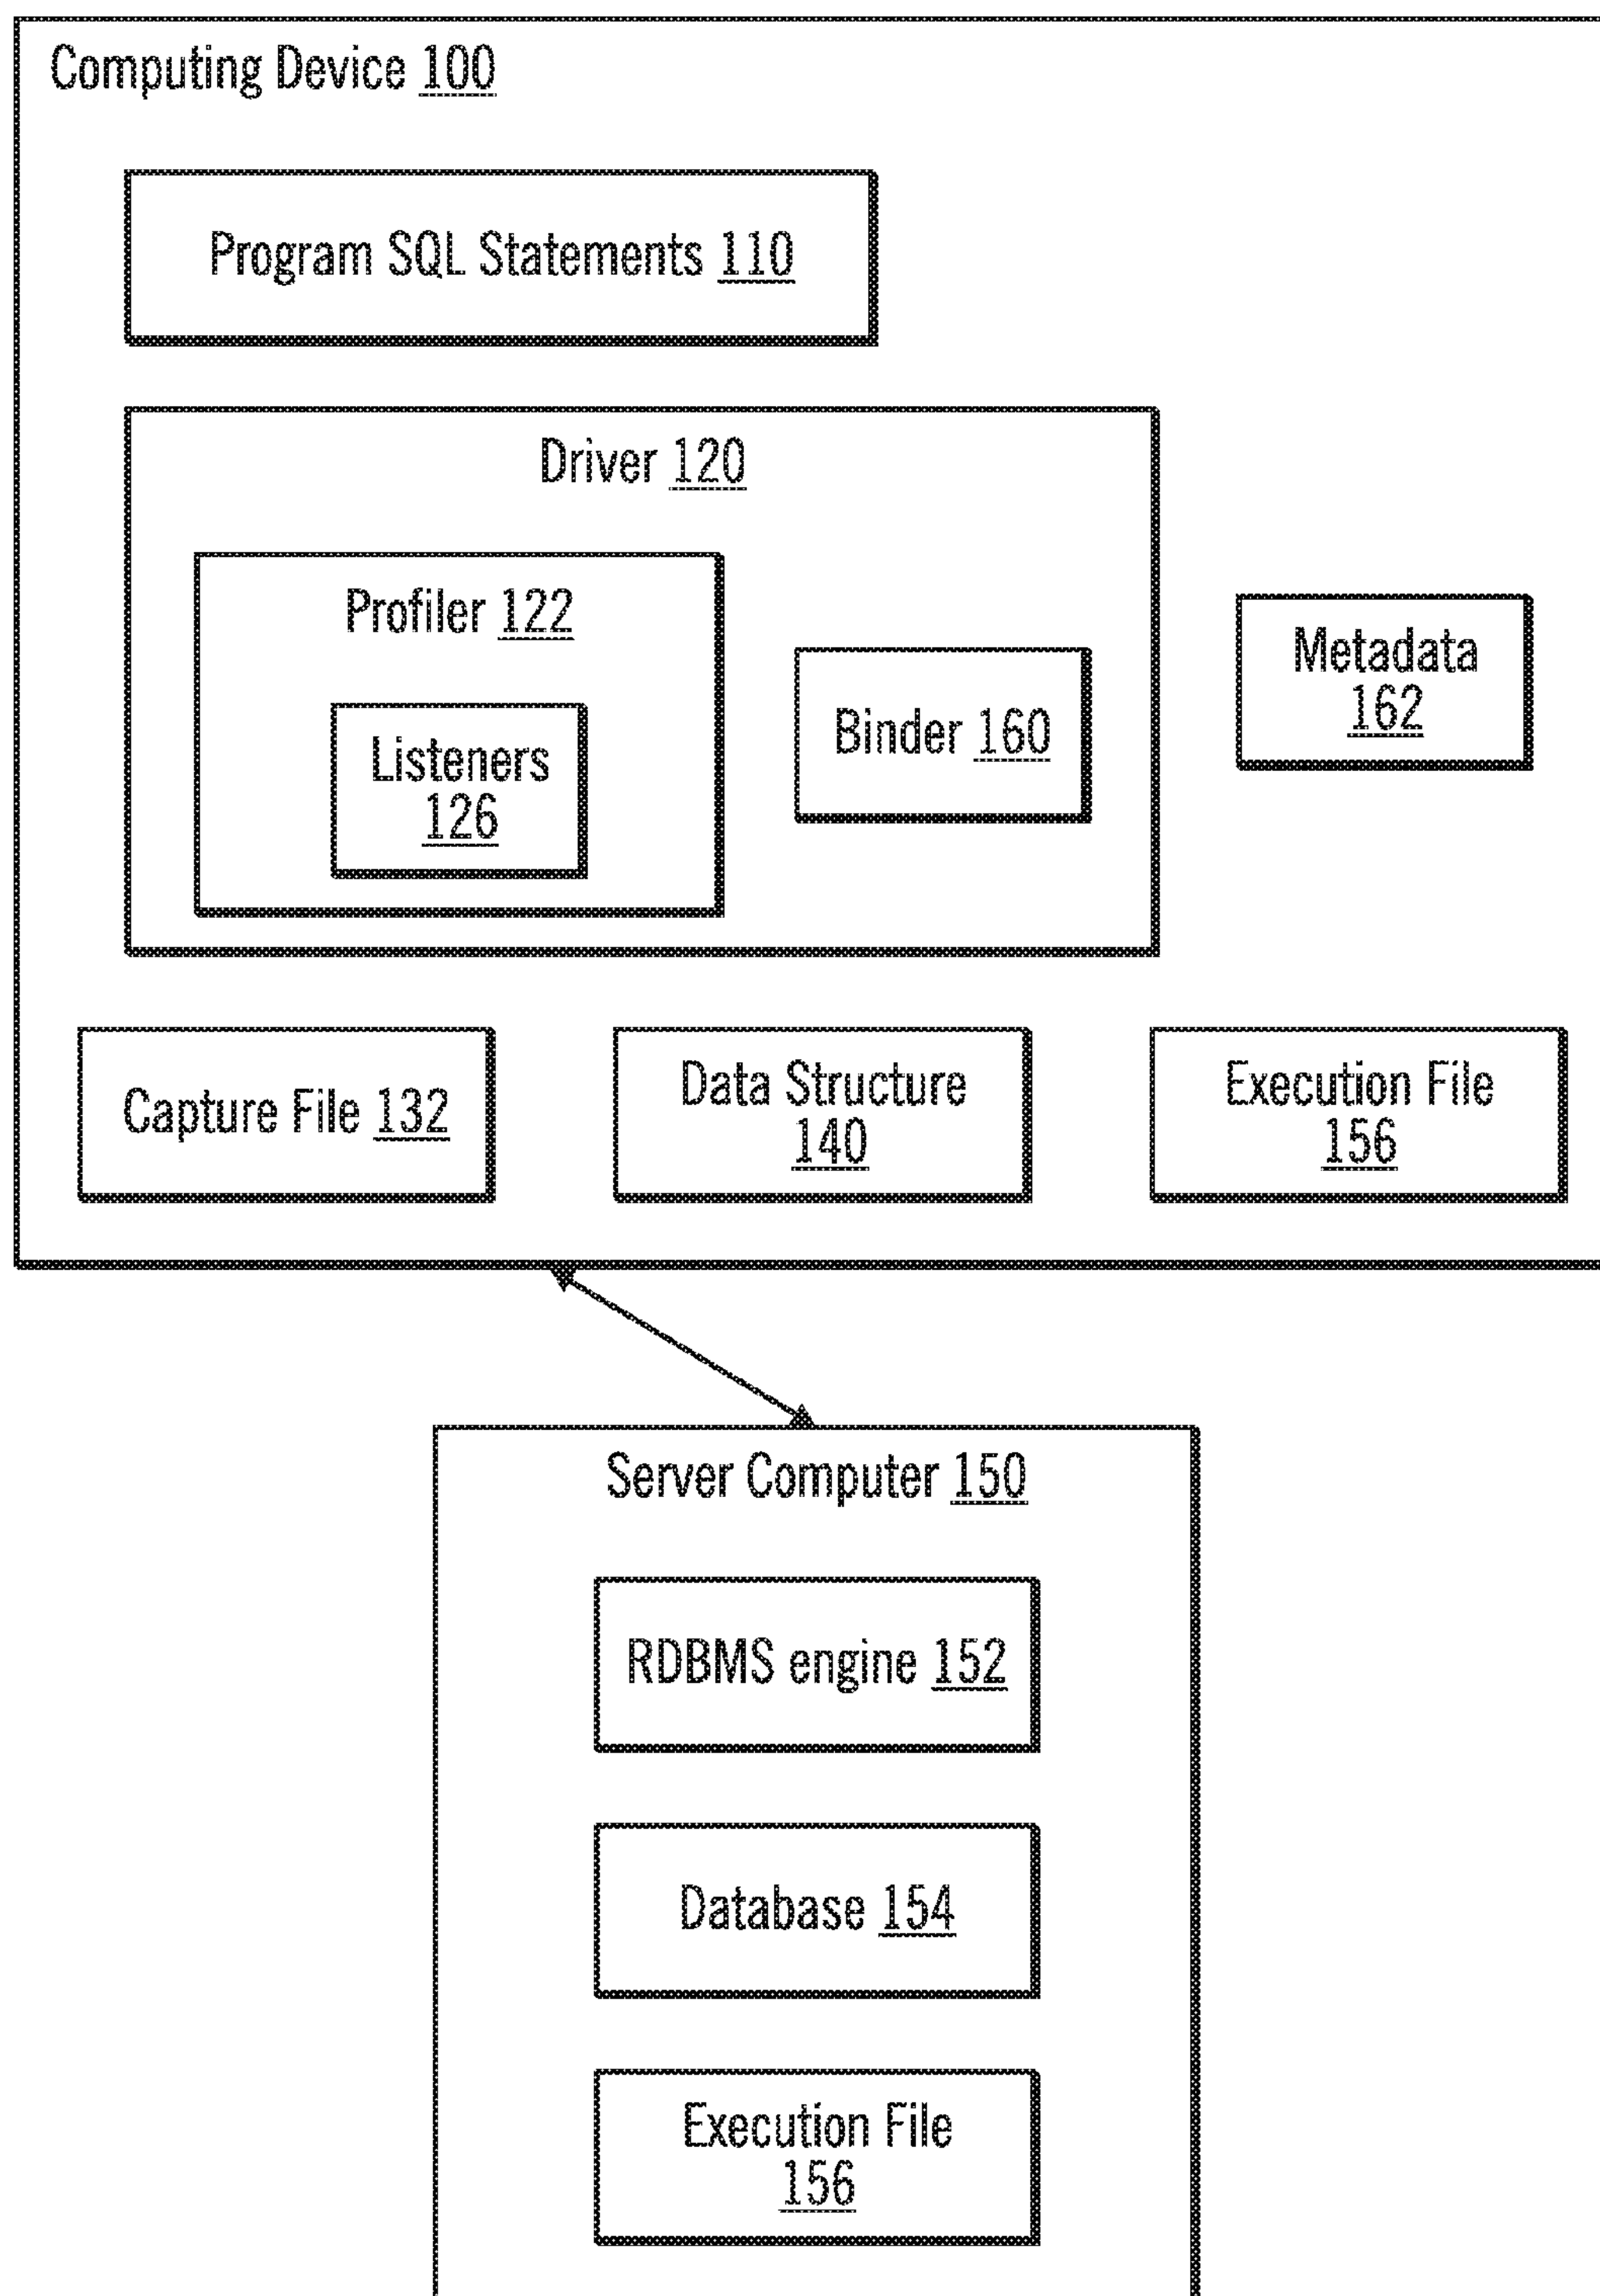 Computing Device 100
Program SQL Statements 110
Driver 120
Profiler 122
Listeners
126
Binder 160
Metadata
162
Capture File 132
Data Structure
140
Execution File
156
Server Computer 150
RDBMS engine 152
Database 154
Execution File
156